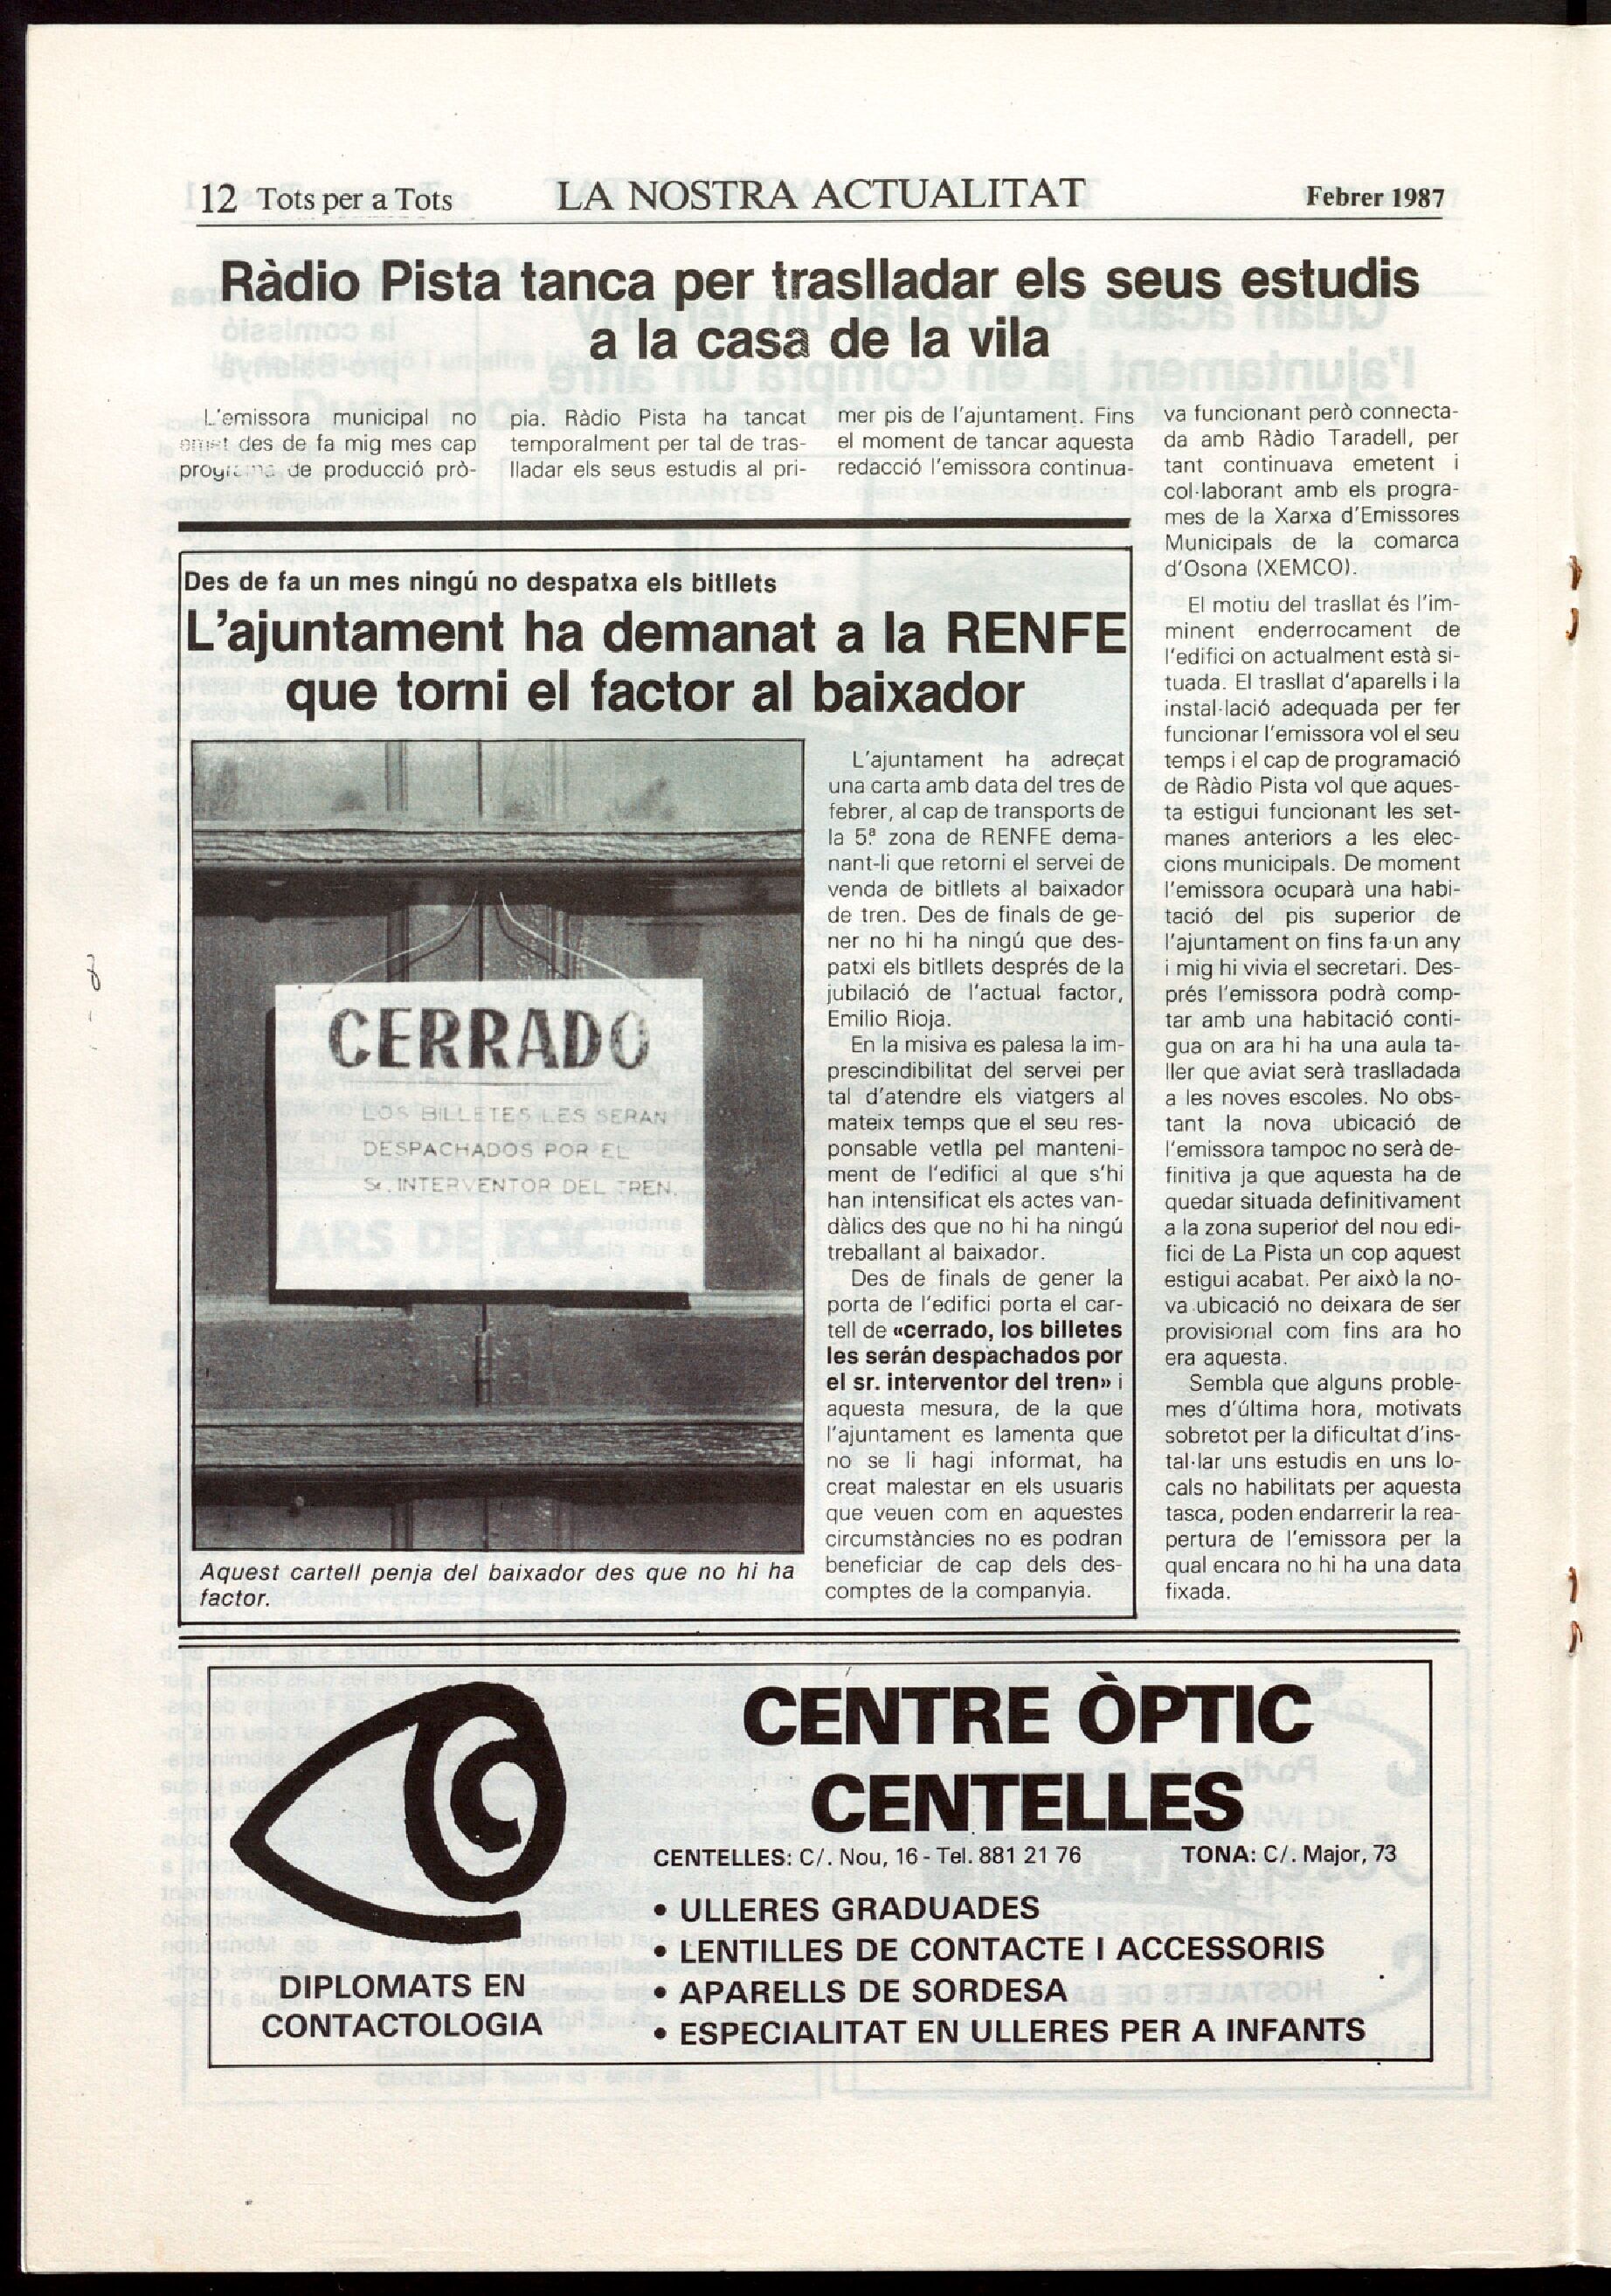 12 Tots per a Tots
LA NOSTRA ACTUALITAT
Febrer 1987
Ràdio Pista tanca per traslladar els seus estudis
a la casa de la vila
L'emissora municipal no
emet des de fa mig mes cap
programa de producció prò-
pia. Ràdio Pista ha tancat
temporalment per tal de tras-
lladar els seus estudis al pri-
mer pis de l'ajuntament. Fins
el moment de tancar aquesta
redacció l'emissora continua-
va funcionant però connecta-
da amb Ràdio Taradell, per
tant continuava emetent i
col·laborant amb els progra-
mes de la Xarxa d'Emissores
Municipals de la comarca
d'Osona (XEMCO).
El motiu del trasllat és l'im-
minent enderrocament de
l'edifici on actualment està si-
tuada. El trasllat d'aparells i la
instal·lació adequada per fer
funcionar l'emissora vol el seu
temps i el cap de programació
de Ràdio Pista vol que aques-
ta estigui funcionant les set-
manes anteriors a les elec-
cions municipals. De moment
l'emissora ocuparà una habi-
tació del pis superior de
l'ajuntament on fins fa un any
i mig hi vivia el secretari. Des-
prés l'emissora podrà comp-
tar amb una habitació conti-
gua on ara hi ha una aula ta-
ller que aviat serà traslladada
a les noves escoles. No obs-
tant la nova ubicació de
l'emissora tampoc no serà de-
finitiva ja que aquesta ha de
quedar situada definitivament
a la zona superior del nou edi-
fici de La Pista un cop aquest
estigui acabat. Per això la no-
va ubicació no deixara de ser
provisional com fins ara ho
era aquesta.
Sembla que alguns proble-
mes d'última hora, motivats
sobretot per la dificultat d'ins-
tal·lar uns estudis en uns lo-
cals no habilitats per aquesta
tasca, poden endarrerir la rea-
pertura de l'emissora per la
qual encara no hi ha una data
fixada.
Des de fa un mes ningú no despatxa els bitllets
L'ajuntament ha demanat a la RENFE
que torni el factor al baixador
CERRADO
LOS BILLETES LES SERAN
DESPACHADOS POR EL
Sr. INTERVENTOR DEL TREN.
Aquest cartell penja del baixador des que no hi ha
factor.
L'ajuntament ha adreçat
una carta amb data del tres de
febrer, al cap de transports de
la 5ª zona de RENFE dema-
nant-li que retorni el servei de
venda de bitllets al baixador
de tren. Des de finals de ge-
ner no hi ha ningú que des-
patxi els bitllets després de la
jubilació de l'actual factor,
Emilio Rioja.
En la misiva es palesa la im-
prescindibilitat del servei per
tal d'atendre els viatgers al
mateix temps que el seu res-
ponsable vetlla pel manteni-
ment de l'edifici al que s'hi
han intensificat els actes van-
dàlics des que no hi ha ningú
treballant al baixador.
Des de finals de gener la
porta de l'edifici porta el car-
tell de «cerrado, los billetes
les serán despachados por
el sr. interventor del tren» i
aquesta mesura, de la que
l'ajuntament es lamenta que
no se li hagi informat, ha
creat malestar en els usuaris
que veuen com en aquestes
circumstàncies no es podran
beneficiar de cap dels des-
comptes de la companyia.
CENTRE ÒPTIC
CENTELLES
CENTELLES: C/. Nou, 16 - Tel. 881 21 76
TONA: C/. Major, 73
• ULLERES GRADUADES
• LENTILLES DE CONTACTE I ACCESSORIS
• APARELLS DE SORDESA
• ESPECIALITAT EN ULLERES PER A INFANTS
DIPLOMATS EN
CONTACTOLOGIA